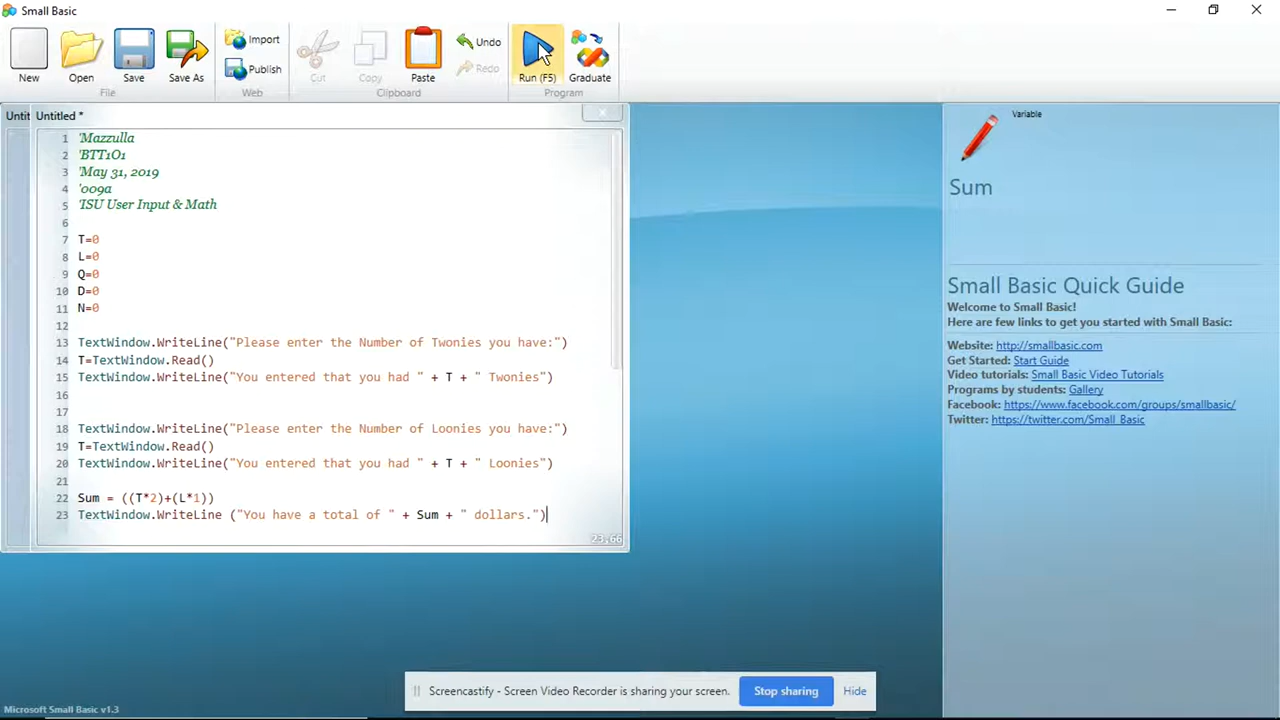 Small Basic
New
Open
Save
Save As
Import
Publish
Cut
Copy
Paste
Undo
Redo
Run (F5)
Graduate
File
Web
Clipboard
Program
Untit
Untitled *
1 'Mazzulla
2 'BTT1O1
3 'May 31, 2019
4 '009a
5 'ISU User Input & Math
6
7 T=0
8 L=0
9 Q=0
10 D=0
11 N=0
12
13 TextWindow.WriteLine("Please enter the Number of Twonies you have:")
14 T=TextWindow.Read()
15 TextWindow.WriteLine("You entered that you had " + T + " Twonies")
16
17
18 TextWindow.WriteLine("Please enter the Number of Loonies you have:")
19 T=TextWindow.Read()
20 TextWindow.WriteLine("You entered that you had " + T + " Loonies")
21
22 Sum = ((T*2)+(L*1))
23 TextWindow.WriteLine ("You have a total of " + Sum + " dollars.")
23,66
Variable
Sum
Small Basic Quick Guide
Welcome to Small Basic!
Here are few links to get you started with Small Basic:
Website: http://smallbasic.com
Get Started: Start Guide
Video tutorials: Small Basic Video Tutorials
Programs by students: Gallery
Facebook: https://www.facebook.com/groups/smallbasic/
Twitter: https://twitter.com/Small_Basic
Screencastify - Screen Video Recorder is sharing your screen.
Stop sharing
Hide
Microsoft Small Basic v1.3